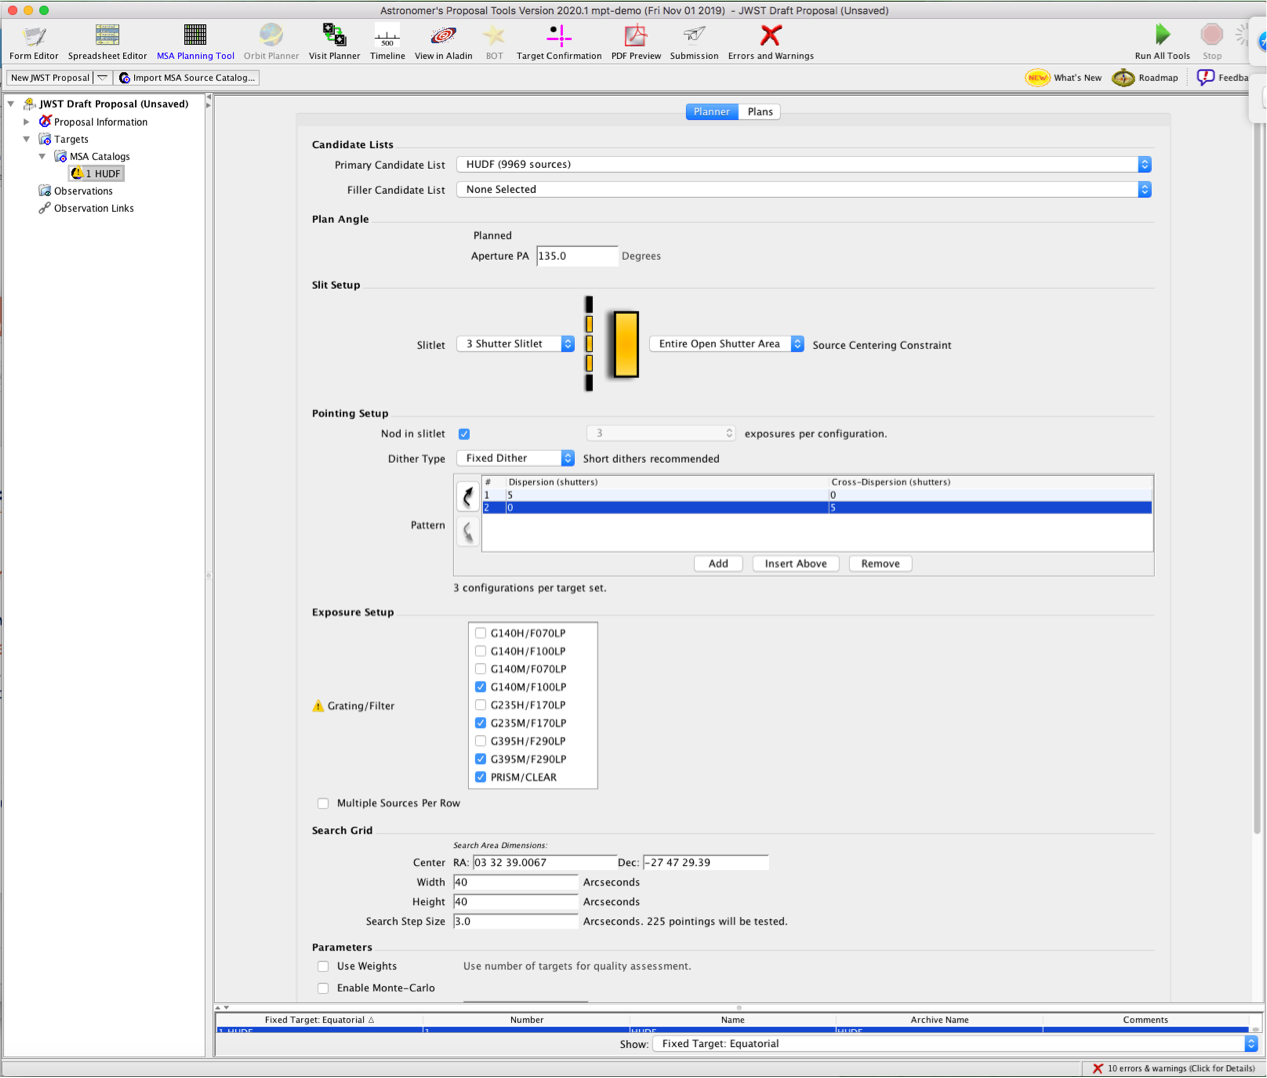 Astronomer's Proposal Tools Version 2020.1 mpt-demo (Fri Nov 01 2019) - JWST Draft Proposal (Unsaved)
500
Form Editor Spreadsheet Editor MSA Planning Tool Orbit Planner Visit Planner Timeline View in Aladin BOT Target Confirmation PDF Preview Submission Errors and Warnings Run All Tools Stop
New JWST Proposal Import MSA Source Catalog... NEW What's New Roadmap
JWST Draft Proposal (Unsaved)
Proposal Information
Targets
MSA Catalogs
1 HUDF
Observations
Observation Links
Planner Plans
Candidate Lists
Primary Candidate List HUDF (9969 sources)
Filler Candidate List None Selected
Plan Angle
Planned
Aperture PA 135.0 Degrees
Slit Setup
Slitlet 3 Shutter Slitlet Entire Open Shutter Area Source Centering Constraint
Pointing Setup
Nod in slitlet 3 exposures per configuration.
Dither Type Fixed Dither Short dithers recommended
# Dispersion (shutters) Cross-Dispersion (shutters)
1 5 0
2 0 5
Pattern
Add Insert Above Remove
3 configurations per target set.
Exposure Setup
G140H/F070LP
G140H/F100LP
G140M/F070LP
G140M/F100LP
Grating/Filter G235H/F170LP
G235M/F170LP
G395H/F290LP
G395M/F290LP
PRISM/CLEAR
Multiple Sources Per Row
Search Grid
Search Area Dimensions:
Center RA: 03 32 39.0067 Dec: -27 47 29.39
Width 40 Arcseconds
Height 40 Arcseconds
Search Step Size 3.0 Arcseconds. 225 pointings will be tested.
Parameters
Use Weights Use number of targets for quality assessment.
Enable Monte-Carlo
Fixed Target: Equatorial Number Name Archive Name Comments
1 HUDF 1 HUDF HUDF
Show: Fixed Target: Equatorial
10 errors & warnings (Click for Details)